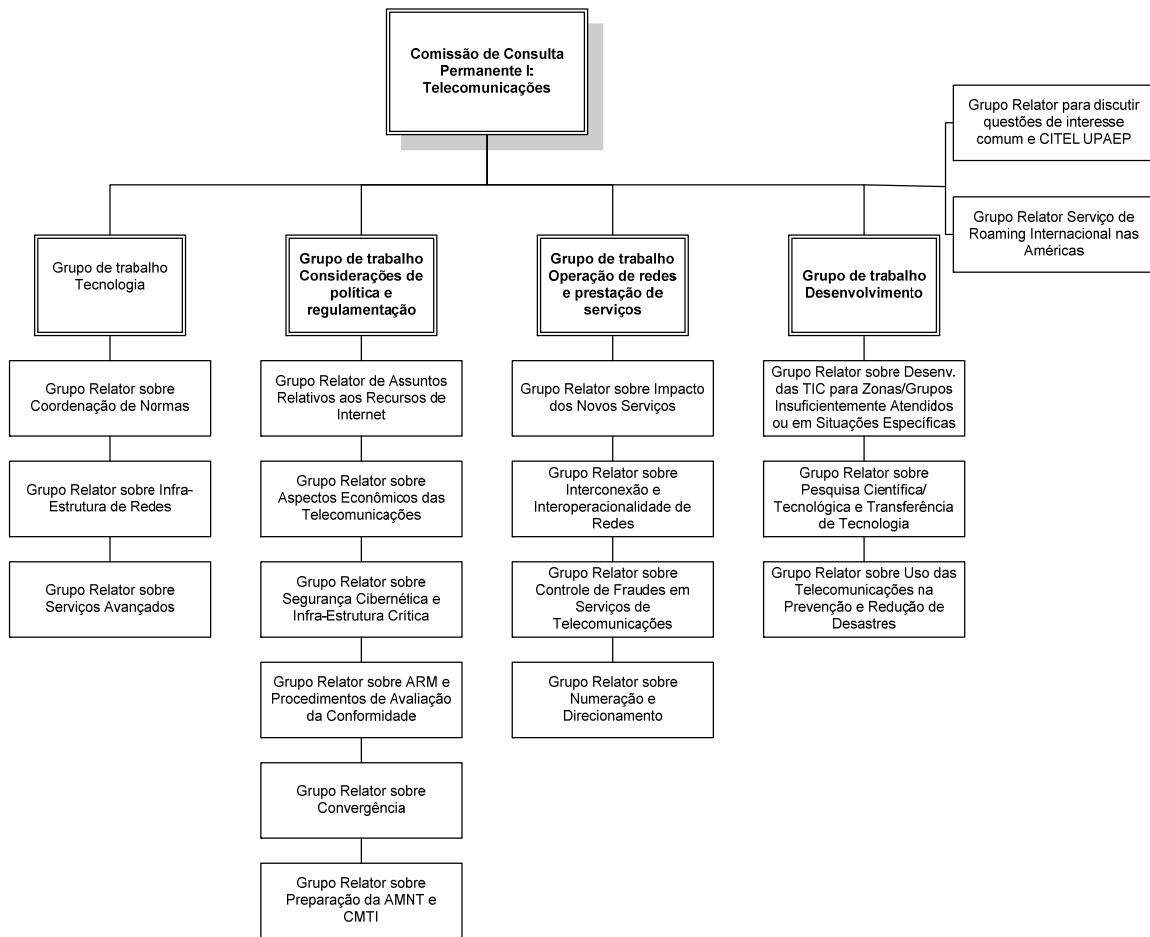 Comissão de Consulta
Permanente I:
Telecomunicações
Grupo Relator para discutir
questões de interesse
comum e CITEL UPAEP
Grupo Relator Serviço de
Roaming Internacional nas
Américas
Grupo de trabalho
Tecnologia
Grupo de trabalho
Considerações de
política e
regulamentação
Grupo de trabalho
Operação de redes
e prestação de
serviços
Grupo de trabalho
Desenvolvimento
Grupo Relator sobre
Coordenação de Normas
Grupo Relator sobre Infra-
Estrutura de Redes
Grupo Relator sobre
Serviços Avançados
Grupo Relator de Assuntos
Relativos aos Recursos de
Internet
Grupo Relator sobre
Aspectos Econômicos das
Telecomunicações
Grupo Relator sobre
Segurança Cibernética e
Infra-Estrutura Crítica
Grupo Relator sobre ARM e
Procedimentos de Avaliação
da Conformidade
Grupo Relator sobre
Convergência
Grupo Relator sobre
Preparação da AMNT e
CMTI
Grupo Relator sobre Impacto
dos Novos Serviços
Grupo Relator sobre
Interconexão e
Interoperacionalidade de
Redes
Grupo Relator sobre
Controle de Fraudes em
Serviços de
Telecomunicações
Grupo Relator sobre
Numeração e
Direcionamento
Grupo Relator sobre Desenv.
das TIC para Zonas/Grupos
Insuficientemente Atendidos
ou em Situações Específicas
Grupo Relator sobre
Pesquisa Científica/
Tecnológica e Transferência
de Tecnologia
Grupo Relator sobre Uso das
Telecomunicações na
Prevenção e Redução de
Desastres